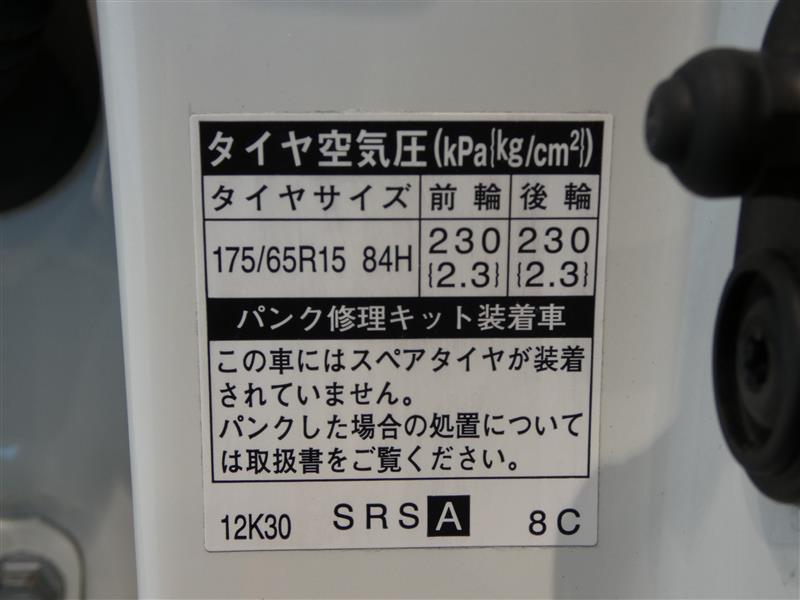 タイヤ空気圧(kPa{kg/cm²})
タイヤサイズ 前輪 後輪
175/65R15 84H 230 {2.3} 230 {2.3}
パンク修理キット装着車
この車にはスペアタイヤが装着
されていません。
パンクした場合の処置について
は取扱書をご覧ください。
12K30 SRS A 8C